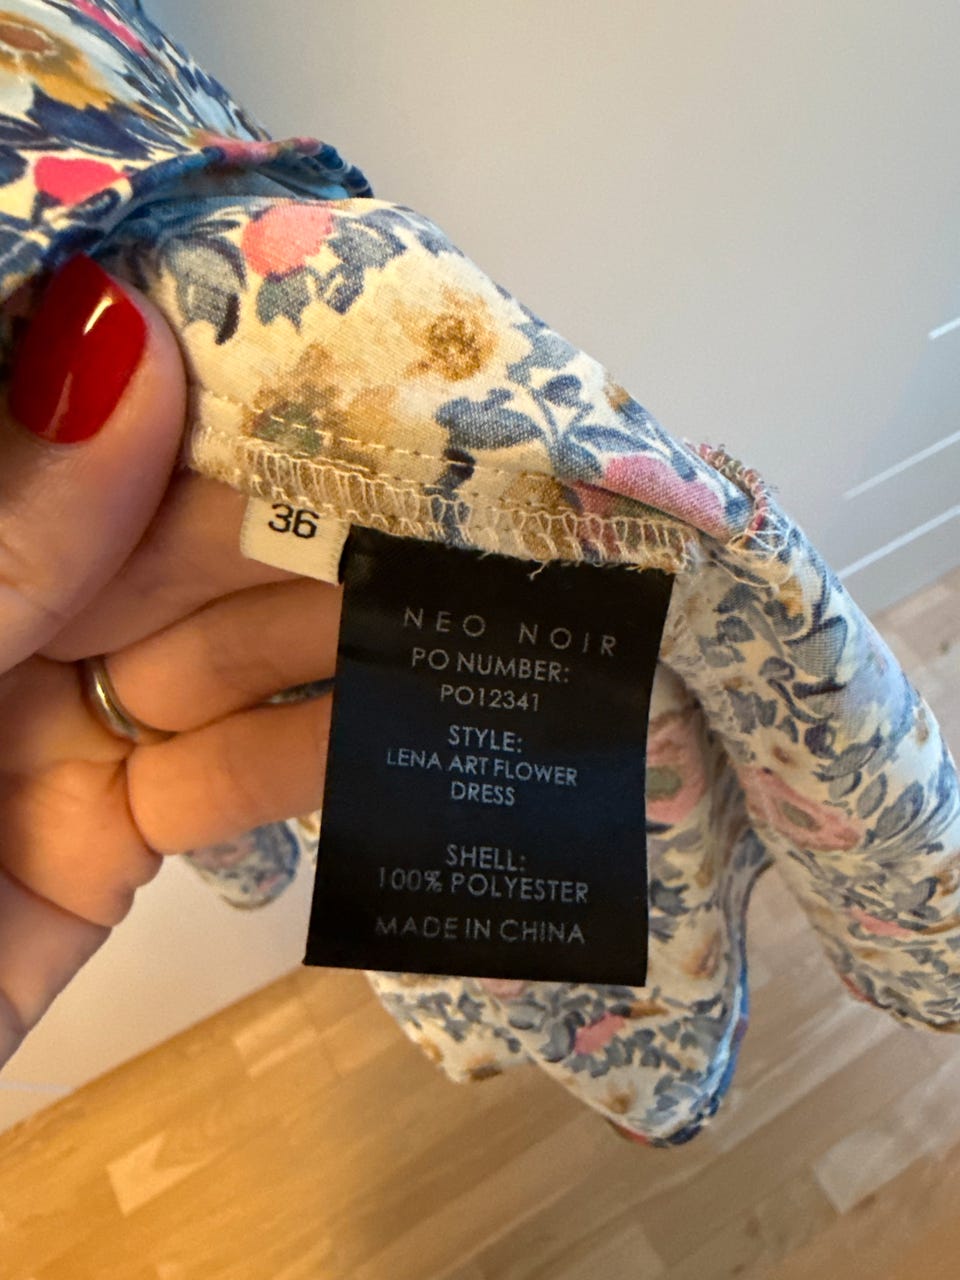 36
NEO NOIR
PO NUMBER:
PO12341
STYLE:
LENA ART FLOWER
DRESS
SHELL:
100% POLYESTER
MADE IN CHINA